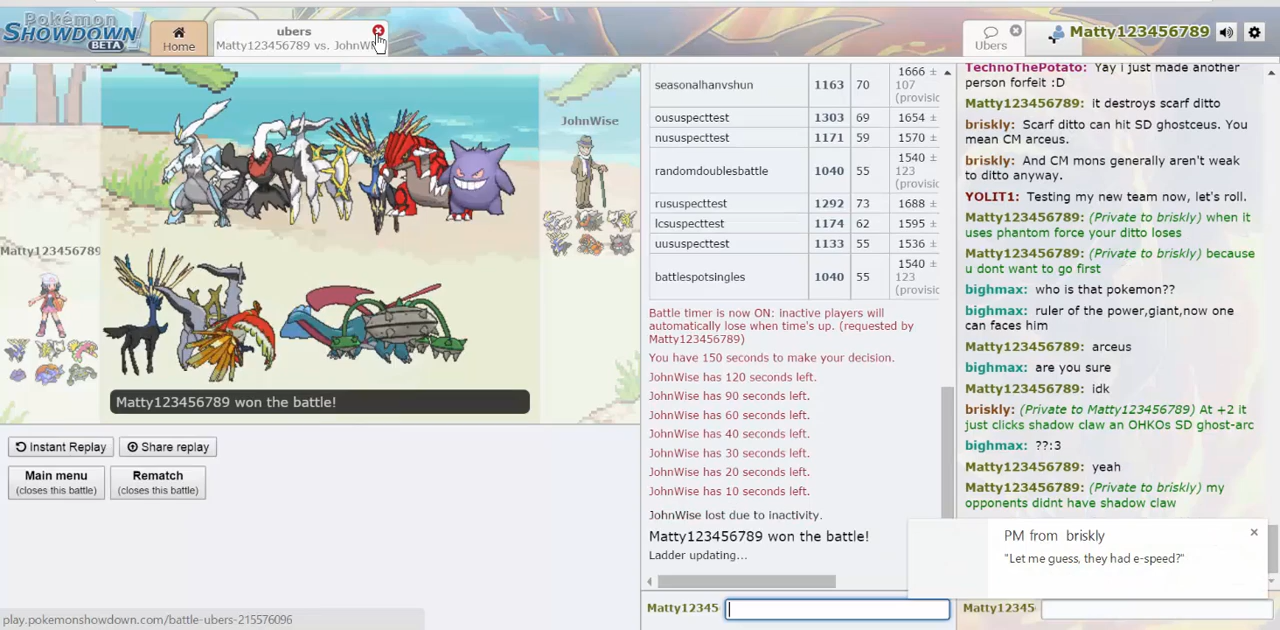 Pokémon
SHOWDOWN
BETA
Home
ubers
Matty123456789 vs. JohnW
Ubers
Matty123456789
JohnWise
Matty123456789
Matty123456789 won the battle!
Instant Replay
Share replay
Main menu
(closes this battle)
Rematch
(closes this battle)
play.pokemonshowdown.com/battle-ubers-215576096
seasonalhanvshun 1163 70 1666 ± 107 (provisic
oususpecttest 1303 69 1654 ±
nususpecttest 1171 59 1570 ±
randomdoublesbattle 1040 55 1540 ± 123 (provisic
rususpecttest 1292 73 1688 ±
lcsuspecttest 1174 62 1595 ±
uususpecttest 1133 55 1536 ±
battlespotsingles 1040 55 1540 ± 123 (provisic
Battle timer is now ON: inactive players will
automatically lose when time's up. (requested by
Matty123456789)
You have 150 seconds to make your decision.
JohnWise has 120 seconds left.
JohnWise has 90 seconds left.
JohnWise has 60 seconds left.
JohnWise has 40 seconds left.
JohnWise has 30 seconds left.
JohnWise has 20 seconds left.
JohnWise has 10 seconds left.
JohnWise lost due to inactivity.
Matty123456789 won the battle!
Ladder updating...
Matty12345
TechnoThePotato: Yay i just made another
person forfeit :D
Matty123456789: it destroys scarf ditto
briskly: Scarf ditto can hit SD ghostceus. You
mean CM arceus.
briskly: And CM mons generally aren't weak
to ditto anyway.
YOLIT1: Testing my new team now, let's roll.
Matty123456789: (Private to briskly) when it
uses phantom force your ditto loses
Matty123456789: (Private to briskly) because
u dont want to go first
bighmax: who is that pokemon??
bighmax: ruler of the power,giant,now one
can faces him
Matty123456789: arceus
bighmax: are you sure
Matty123456789: idk
briskly: (Private to Matty123456789) At +2 it
just clicks shadow claw an OHKOs SD ghost-arc
bighmax: ??:3
Matty123456789: yeah
Matty123456789: (Private to briskly) my
opponents didnt have shadow claw
PM from briskly
"Let me guess, they had e-speed?"
Matty12345